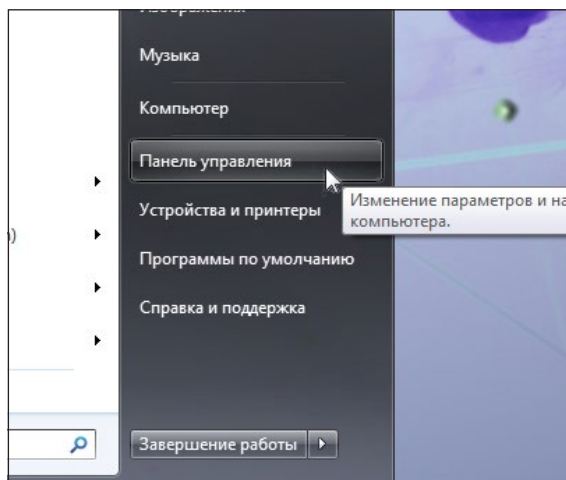 Музыка
Компьютер
Панель управления
Изменение параметров и на
компьютера.
Устройства и принтеры
Программы по умолчанию
Справка и поддержка
Завершение работы